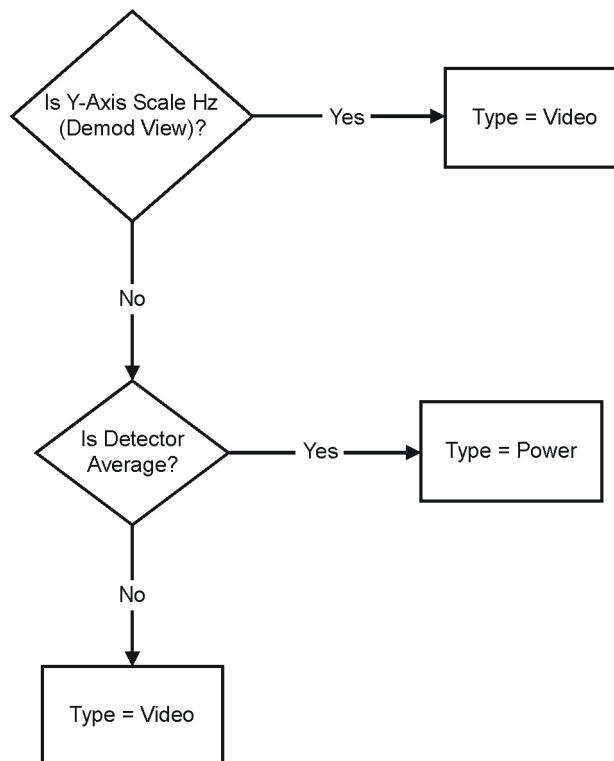 Is Y-Axis Scale Hz
(Demod View)?
Yes
Type = Video
No
Is Detector
Average?
Yes
Type = Power
No
Type = Video